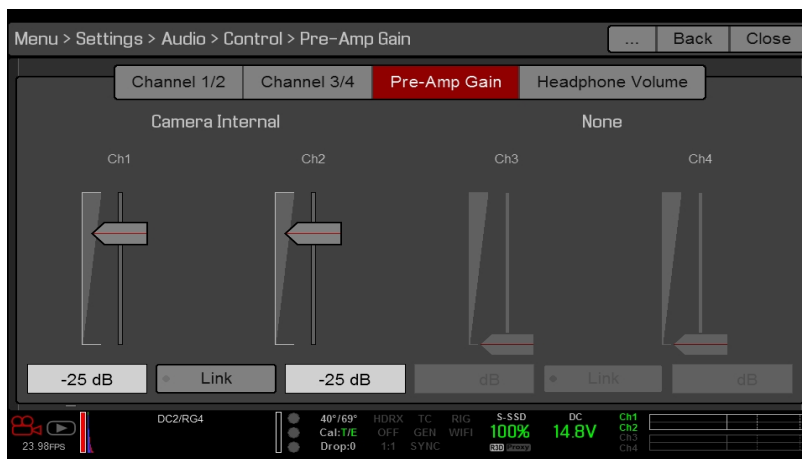 Menu > Settings > Audio > Control > Pre-Amp Gain ... Back Close
Channel 1/2 Channel 3/4 Pre-Amp Gain Headphone Volume
Camera Internal None
Ch1 Ch2 Ch3 Ch4
-25 dB Link -25 dB dB Link dB
DC2/RG4 40°/69° HDRX TC RIG S-SSD DC Ch1
Cal:T/E OFF GEN WIFI 100% 14.8V Ch2
Ch3
23.98FPS Drop:0 1:1 SYNC R3D Proxy Ch4